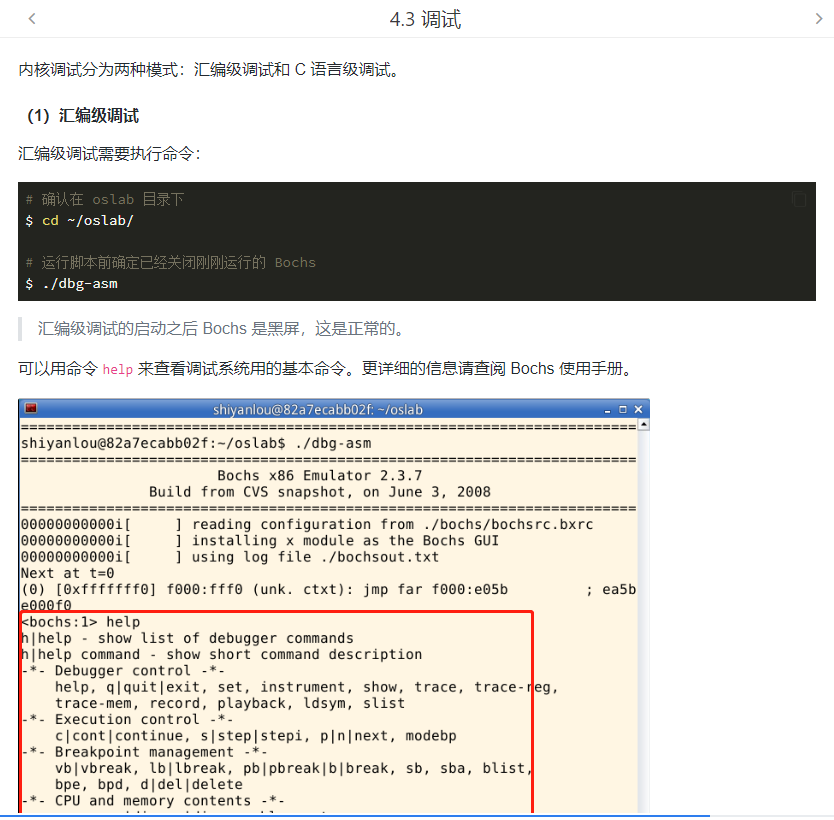 4.3 调试
内核调试分为两种模式：汇编级调试和 C 语言级调试。
（1）汇编级调试
汇编级调试需要执行命令：
# 确认在 oslab 目录下
$ cd ~/oslab/
# 运行脚本前确定已经关闭刚刚运行的 Bochs
$ ./dbg-asm
汇编级调试的启动之后 Bochs 是黑屏，这是正常的。
可以用命令 help 来查看调试系统用的基本命令。更详细的信息请查阅 Bochs 使用手册。
shiyanlou@82a7ecabb02f: ~/oslab
========================================================================
shiyanlou@82a7ecabb02f:~/oslab$ ./dbg-asm
========================================================================
Bochs x86 Emulator 2.3.7
Build from CVS snapshot, on June 3, 2008
========================================================================
00000000000i[     ] reading configuration from ./bochs/bochsrc.bxrc
00000000000i[     ] installing x module as the Bochs GUI
00000000000i[     ] using log file ./bochsout.txt
Next at t=0
(0) [0xfffffff0] f000:fff0 (unk. ctxt): jmp far f000:e05b         ; ea5b
e000f0
<bochs:1> help
h|help - show list of debugger commands
h|help command - show short command description
-*- Debugger control -*-
help, q|quit|exit, set, instrument, show, trace, trace-reg,
trace-mem, record, playback, ldsym, slist
-*- Execution control -*-
c|cont|continue, s|step|stepi, p|n|next, modebp
-*- Breakpoint management -*-
vb|vbreak, lb|lbreak, pb|pbreak|b|break, sb, sba, blist,
bpe, bpd, d|del|delete
-*- CPU and memory contents -*-